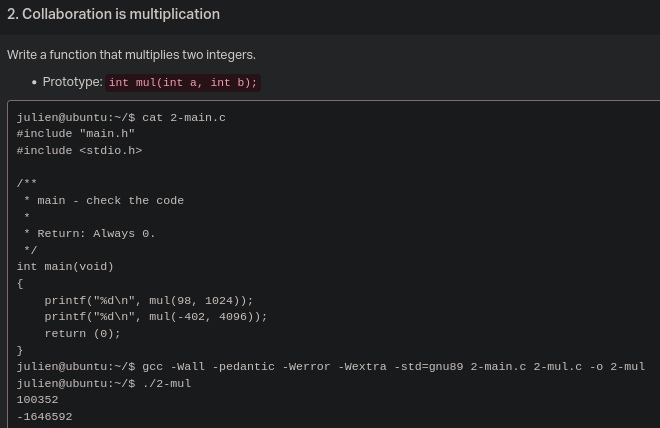 2. Collaboration is multiplication
Write a function that multiplies two integers.
• Prototype: int mul(int a, int b);
julien@ubuntu:~/$ cat 2-main.c
#include "main.h"
#include <stdio.h>

/**
 * main - check the code
 *
 * Return: Always 0.
 */
int main(void)
{
    printf("%d\n", mul(98, 1024));
    printf("%d\n", mul(-402, 4096));
    return (0);
}
julien@ubuntu:~/$ gcc -Wall -pedantic -Werror -Wextra -std=gnu89 2-main.c 2-mul.c -o 2-mul
julien@ubuntu:~/$ ./2-mul
100352
-1646592